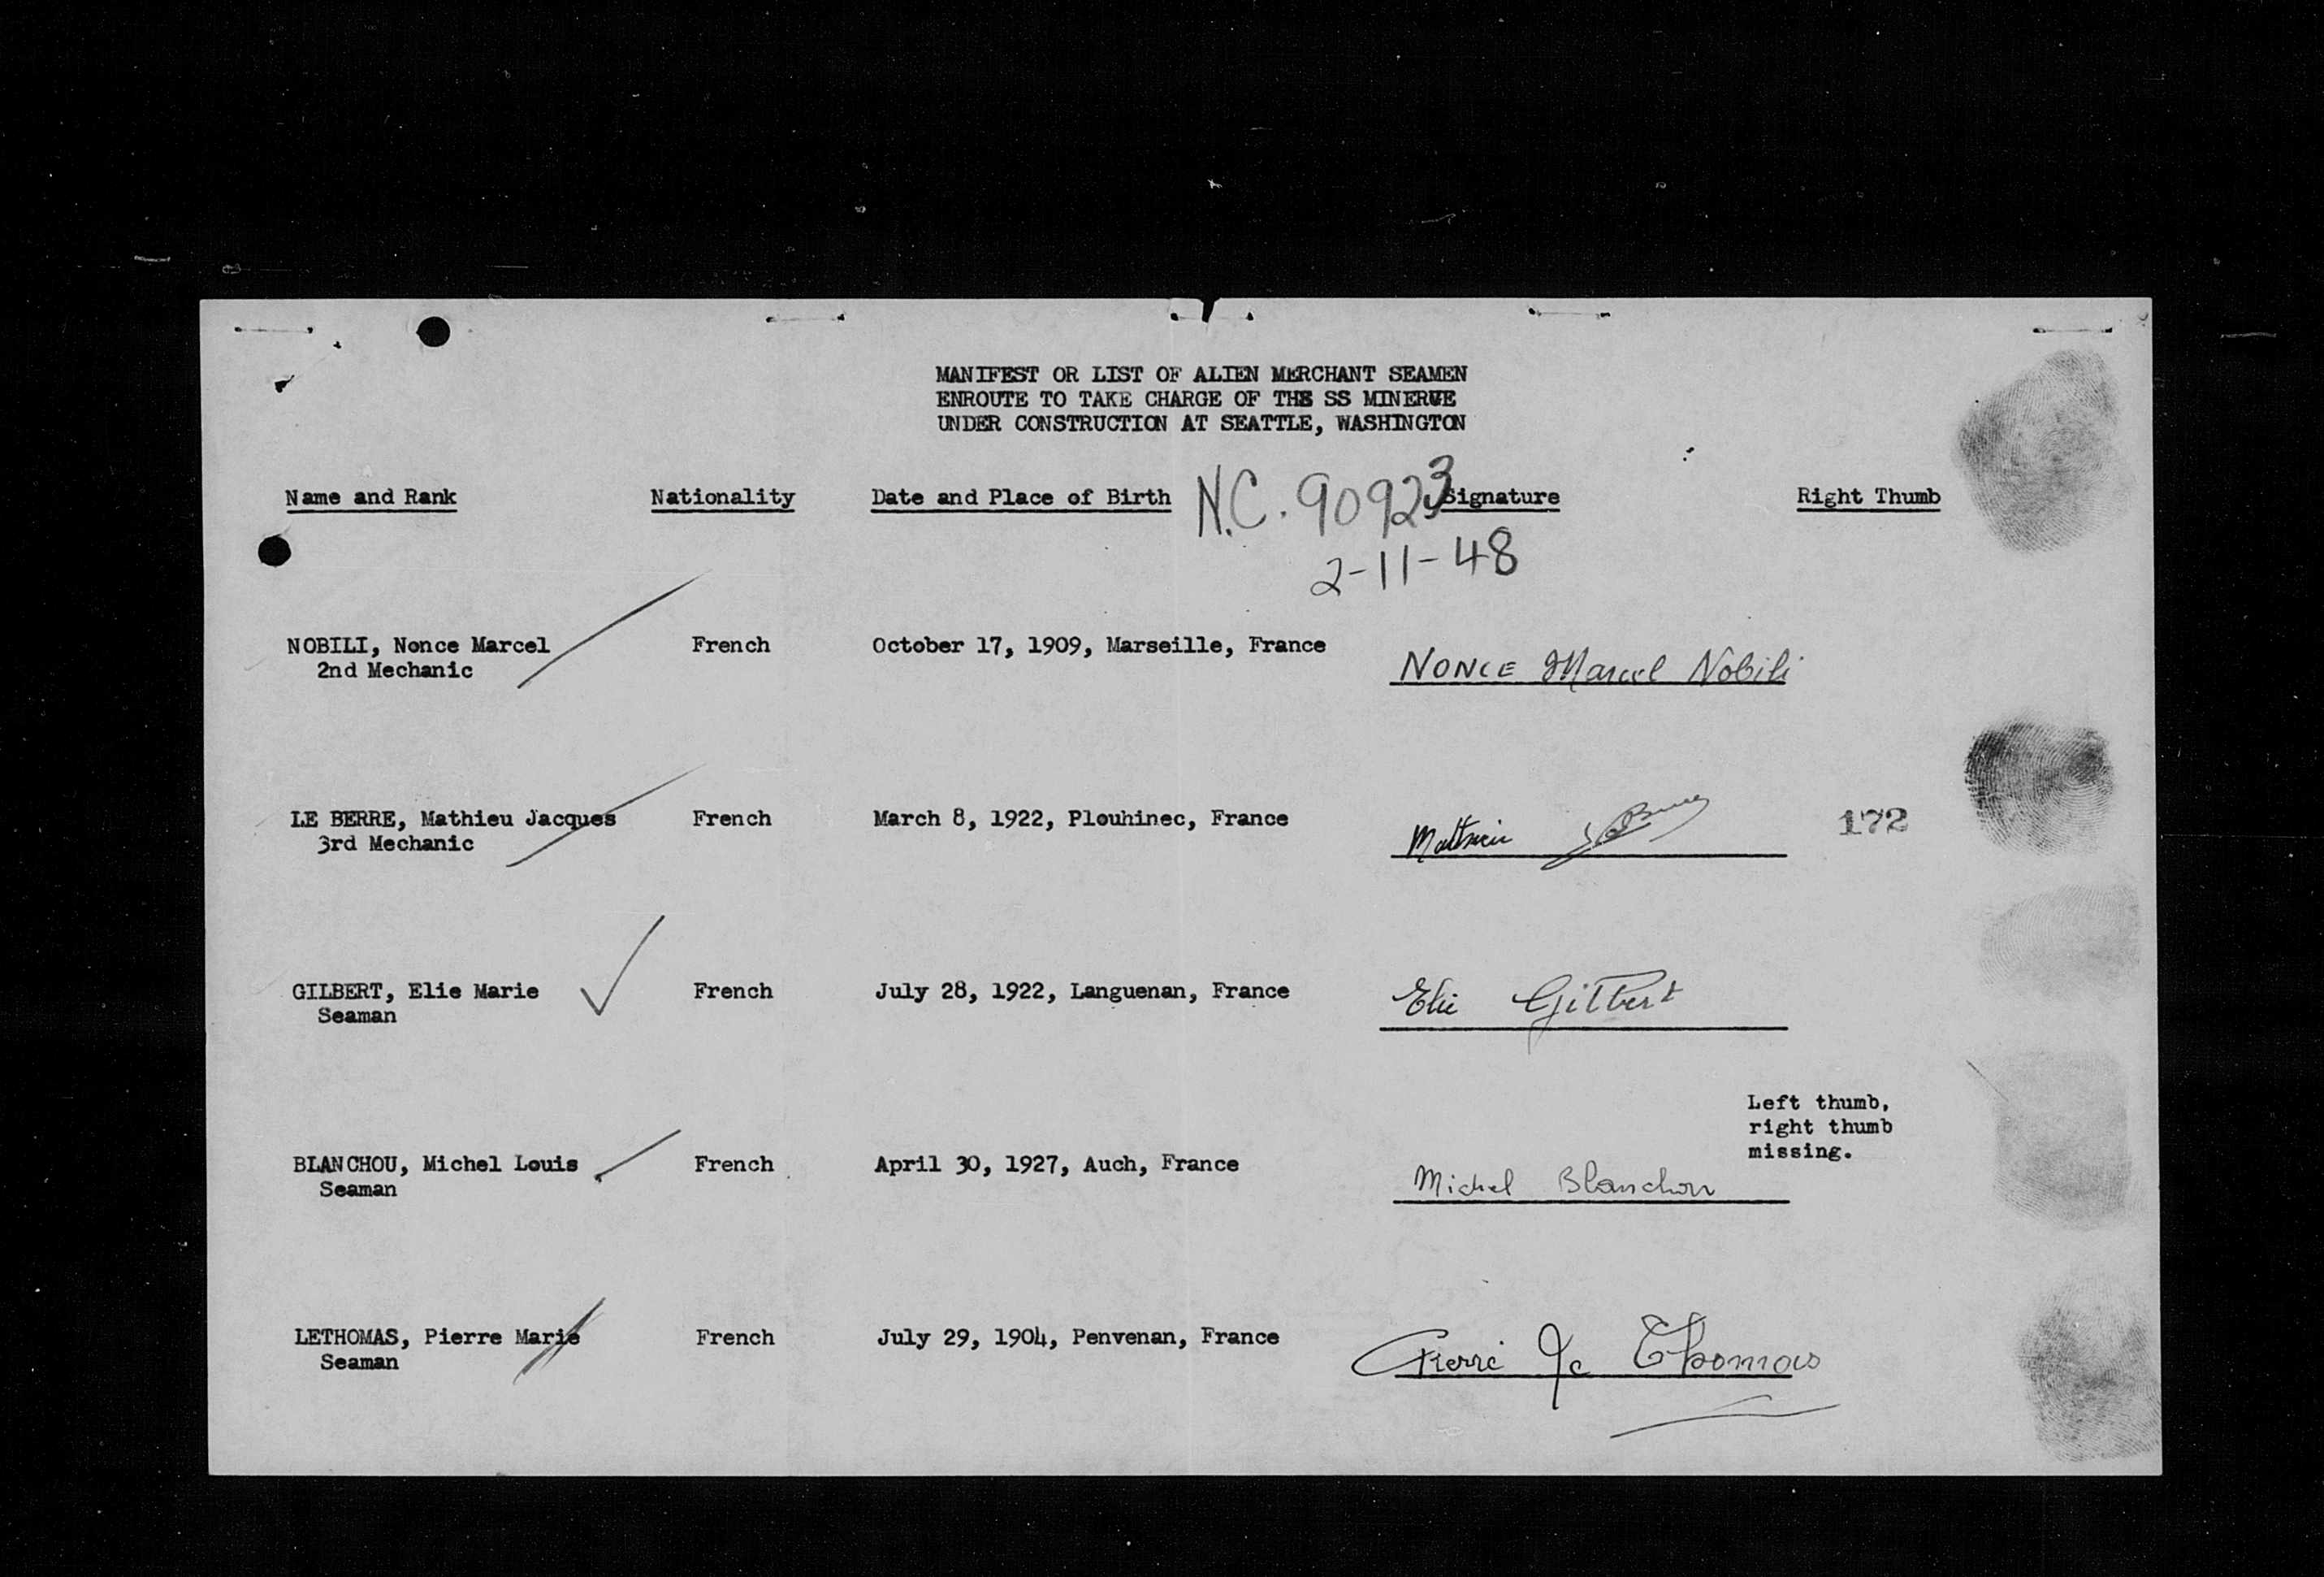 MANIFEST OR LIST OF ALIEN MERCHANT SEAMEN
ENROUTE TO TAKE CHARGE OF THE SS MINERVE
UNDER CONSTRUCTION AT SEATTLE, WASHINGTON
Name and Rank Nationality Date and Place of Birth N.C. 90923 Signature Right Thumb
2-11-48
NOBILI, Nonce Marcel French October 17, 1909, Marseille, France NONCE Marcel Nobili
2nd Mechanic
LE BERRE, Mathieu Jacques French March 8, 1922, Plouhinec, France Mathieu 172
3rd Mechanic
GILBERT, Elie Marie French July 28, 1922, Languenan, France Elie Gilbert
Seaman
Left thumb,
right thumb
missing.
BLANCHOU, Michel Louis French April 30, 1927, Auch, France Michel Blanchou
Seaman
LETHOMAS, Pierre Marie French July 29, 1904, Penvenan, France Pierre Le Thomas
Seaman